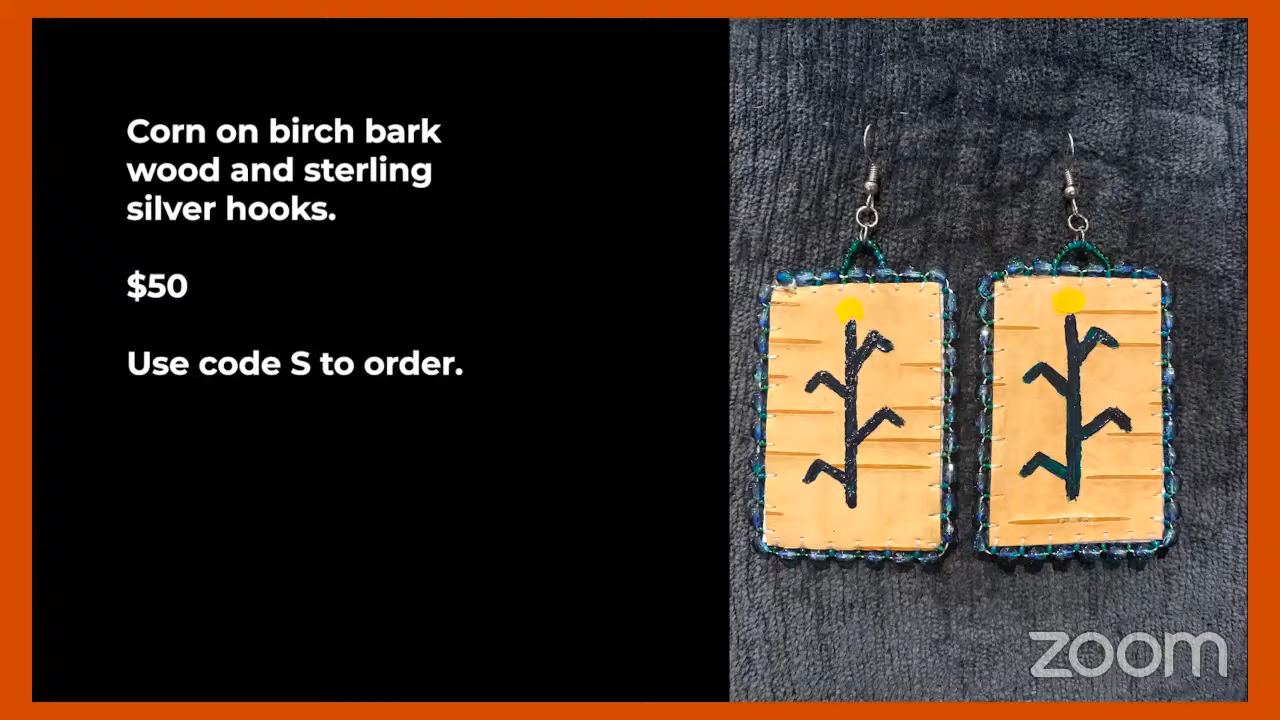 Corn on birch bark
wood and sterling
silver hooks.
$50
Use code S to order.
zoom